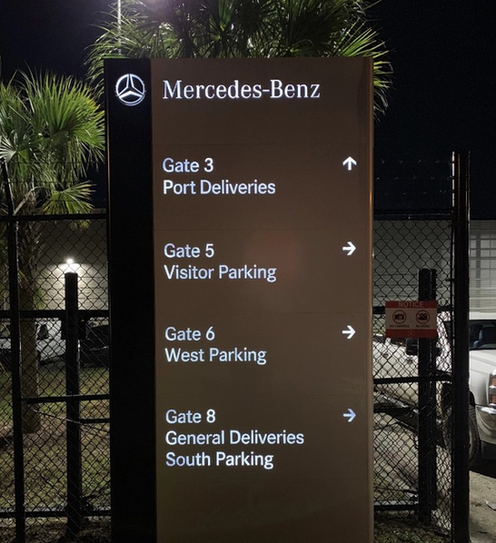 Mercedes-Benz
Gate 3
Port Deliveries
Gate 5
Visitor Parking
Gate 6
West Parking
Gate 8
General Deliveries
South Parking
NOTICE